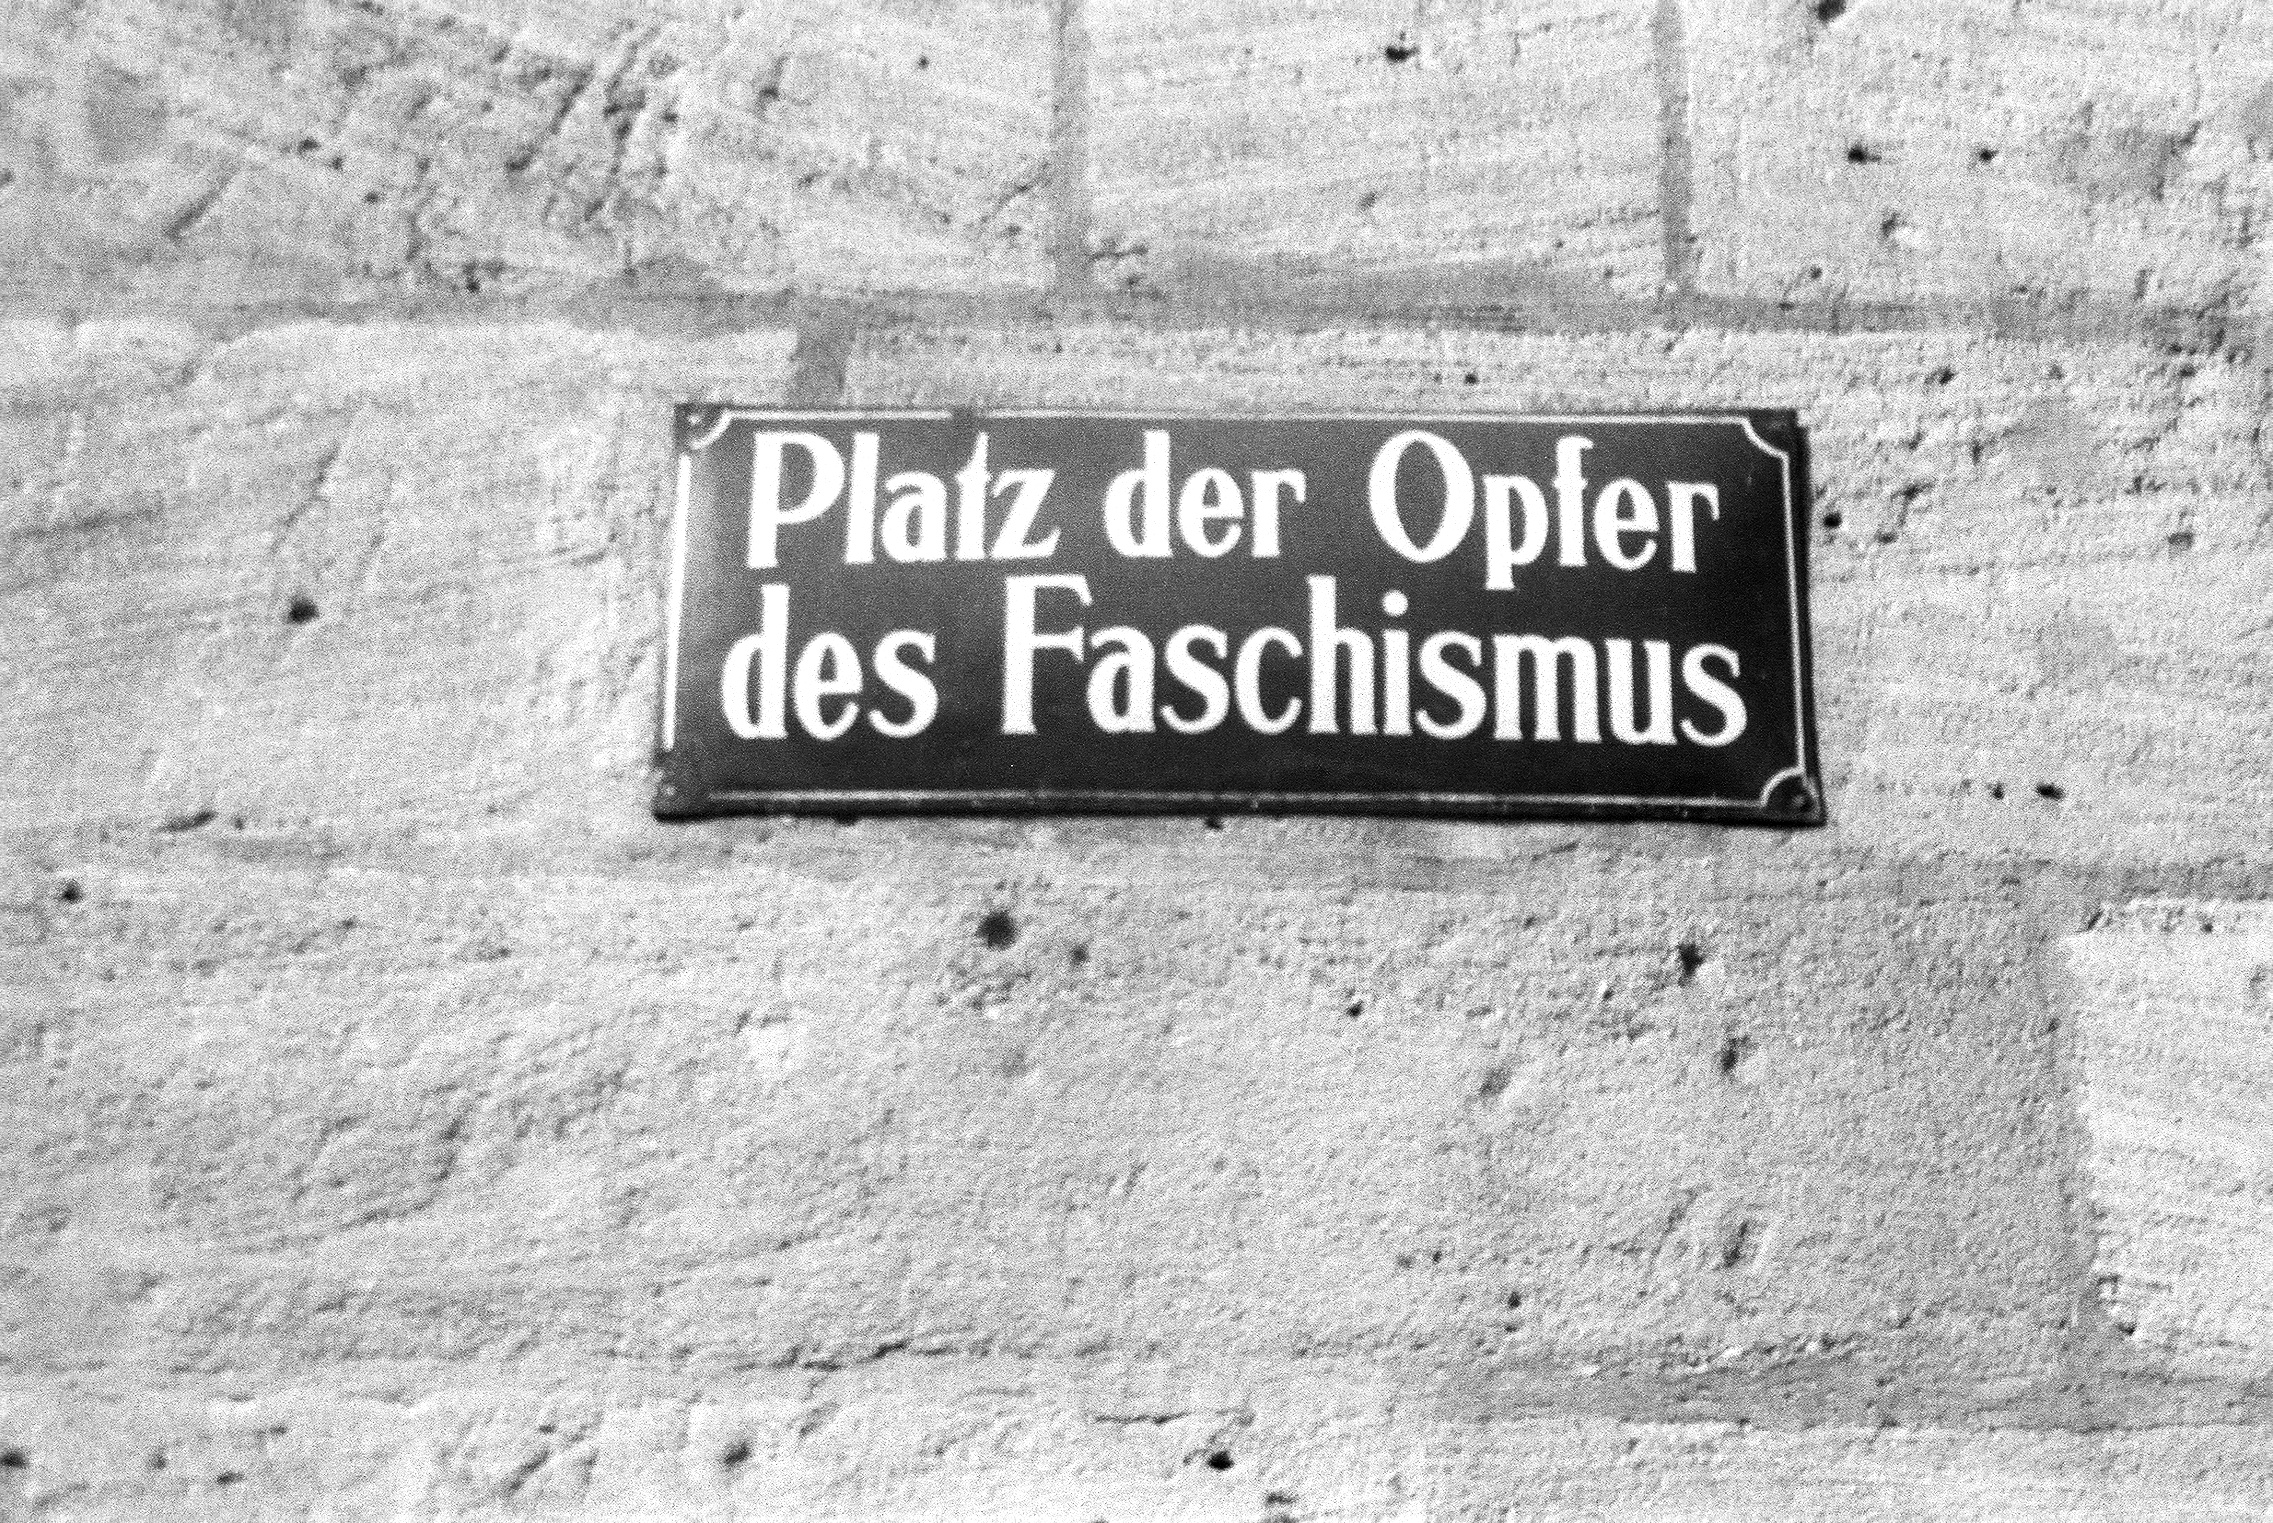 Platz der Opfer
des Faschismus